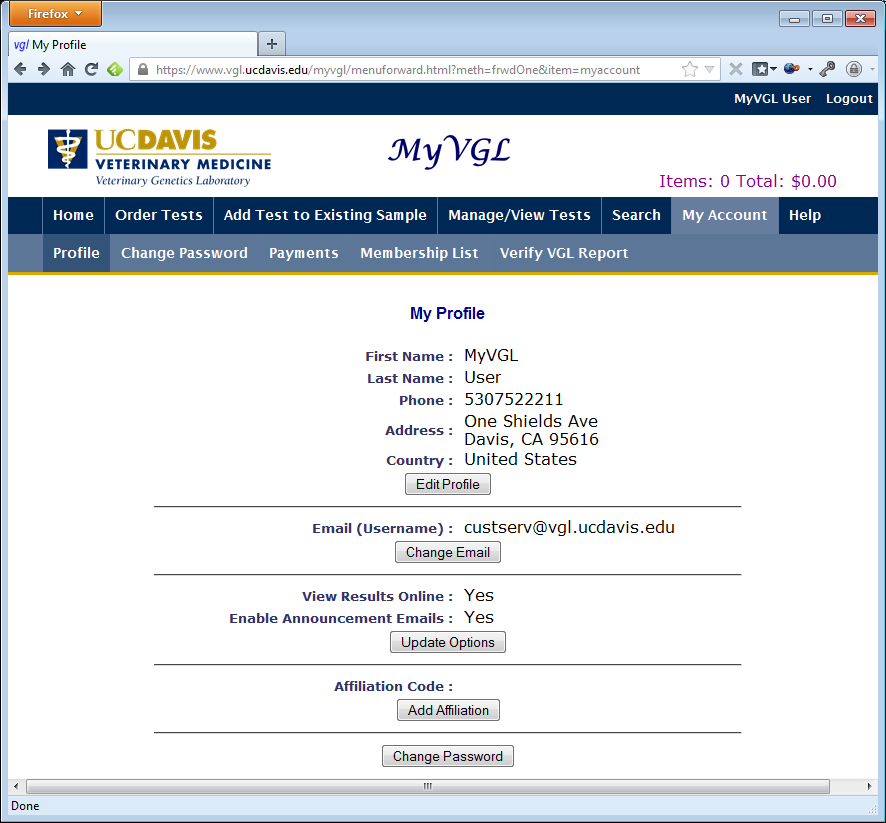 Firefox
vgl My Profile
https://www.vgl.ucdavis.edu/myvgl/menuforward.html?meth=frwdOne&item=myaccount
MyVGL User Logout
UCDAVIS
VETERINARY MEDICINE
Veterinary Genetics Laboratory
MyVGL
Items: 0 Total: $0.00
Home Order Tests Add Test to Existing Sample Manage/View Tests Search My Account Help
Profile Change Password Payments Membership List Verify VGL Report
My Profile
First Name : MyVGL
Last Name : User
Phone : 5307522211
Address : One Shields Ave
Davis, CA 95616
Country : United States
Edit Profile
Email (Username) : custserv@vgl.ucdavis.edu
Change Email
View Results Online : Yes
Enable Announcement Emails : Yes
Update Options
Affiliation Code :
Add Affiliation
Change Password
Done